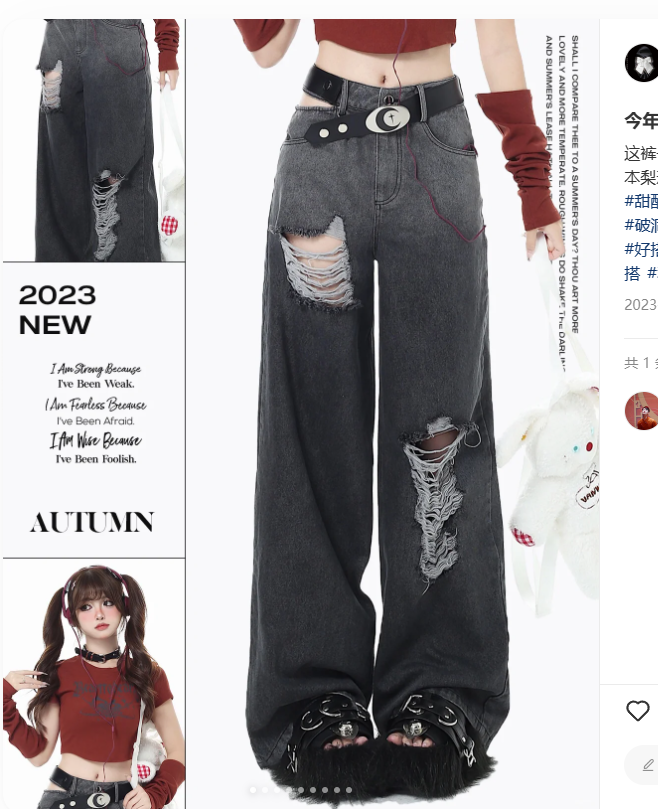 2023
NEW
I Am Strong Because
I've Been Weak.
I Am Fearless Because
I've Been Afraid.
I Am Wise Because
I've Been Foolish.
AUTUMN
SHALL I COMPARE THEE TO A SUMMER'S DAY? THOU ART MORE
LOVELY AND MORE TEMPERATE. ROUGH DO SHAKE THE
AND SUMMER'S LEASE
今年
这裤
本梨
#甜
#破
#好
搭 #
2023
共 1